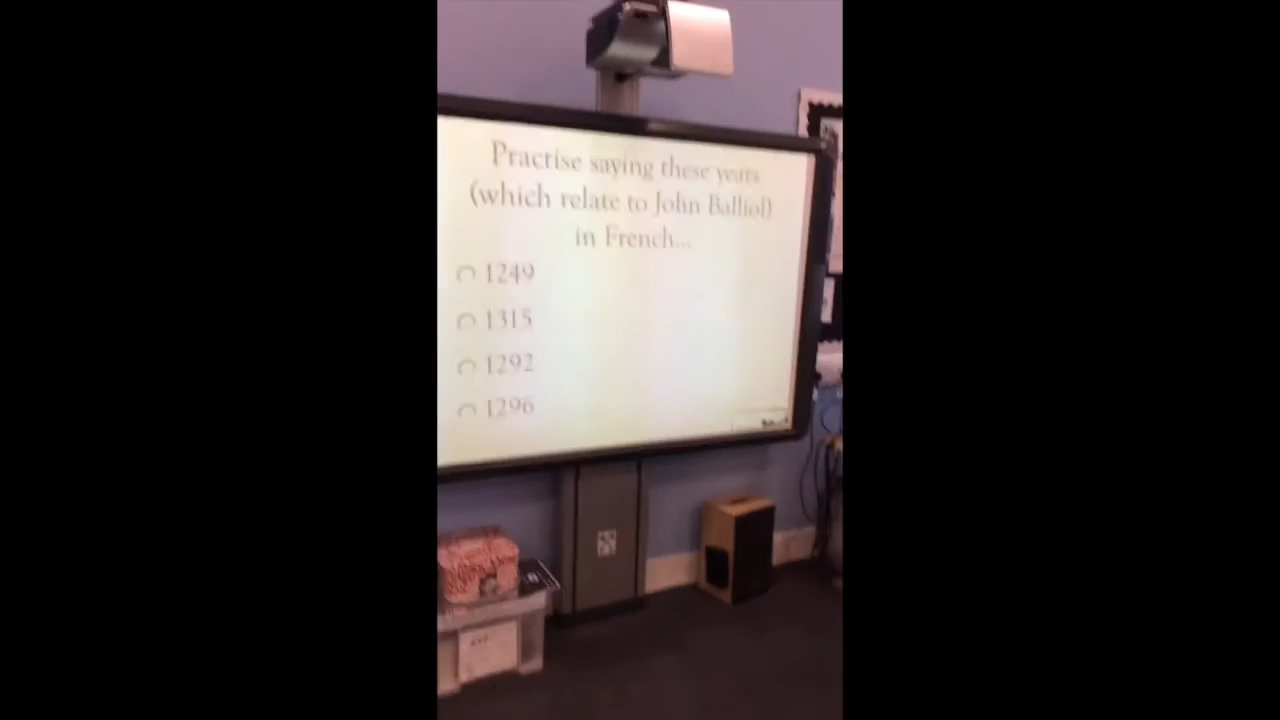 Practise saying these years
(which relate to John Balliol)
in French...
1249
1315
1292
1296